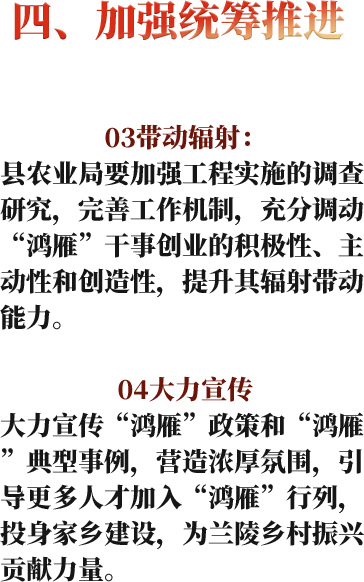 四、加强统筹推进
03带动辐射：
县农业局要加强工程实施的调查
研究，完善工作机制，充分调动
“鸿雁”干事创业的积极性、主
动性和创造性，提升其辐射带动
能力。
04大力宣传
大力宣传“鸿雁”政策和“鸿雁
”典型事例，营造浓厚氛围，引
导更多人才加入“鸿雁”行列，
投身家乡建设，为兰陵乡村振兴
贡献力量。